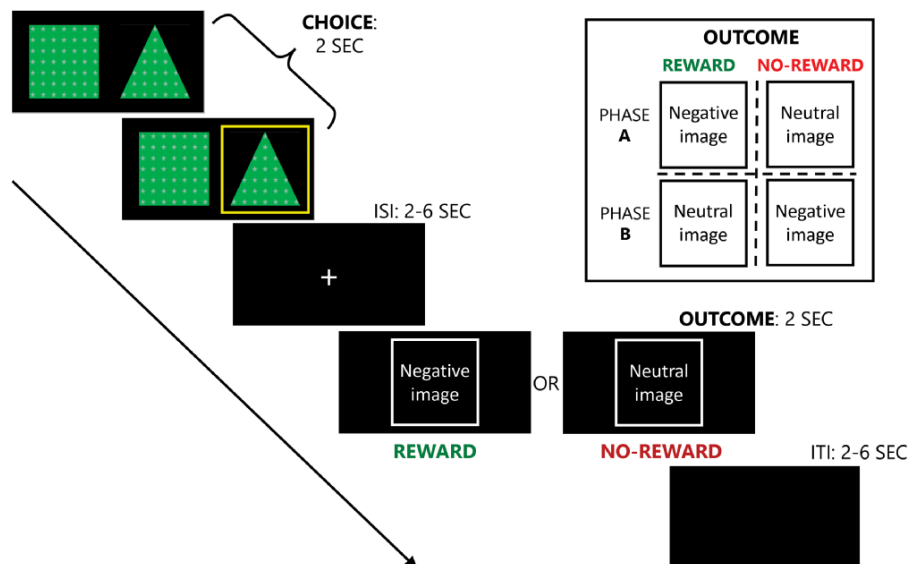 CHOICE:
2 SEC
OUTCOME
REWARD NO-REWARD
PHASE
A
Negative
image
Neutral
image
PHASE
B
Neutral
image
Negative
image
ISI: 2-6 SEC
+
OUTCOME: 2 SEC
Negative
image
OR
Neutral
image
REWARD
NO-REWARD
ITI: 2-6 SEC